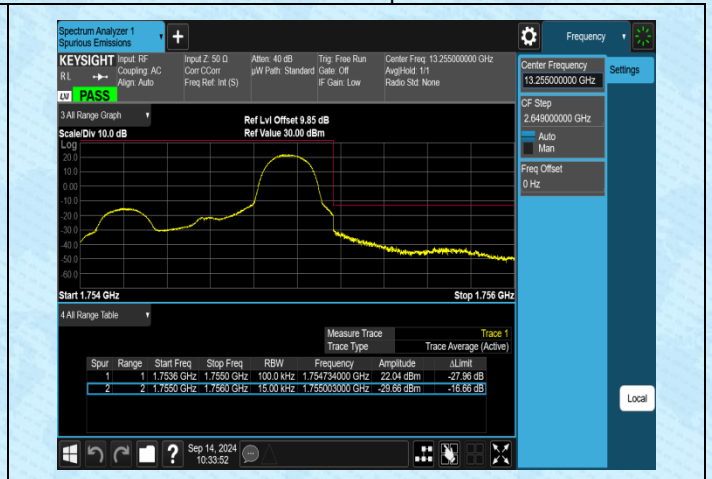 Spectrum Analyzer 1
Spurious Emissions
+
Frequency
KEYSIGHT
RL
LXI PASS
Input: RF
Coupling: AC
Align: Auto
Input Z: 50 Ω
Corr CCorr
Freq Ref: Int (S)
Atten: 40 dB
µW Path: Standard
Trig: Free Run
Gate: Off
IF Gain: Low
Center Freq: 13.255000000 GHz
Avg|Hold: 1/1
Radio Std: None
Center Frequency
13.255000000 GHz
Settings
CF Step
2.649000000 GHz
Auto
Man
Freq Offset
0 Hz
Local
3 All Range Graph
Scale/Div 10.0 dB
Ref Lvl Offset 9.85 dB
Ref Value 30.00 dBm
Log
20.0
10.0
0.00
-10.0
-20.0
-30.0
-40.0
-50.0
-60.0
Start 1.754 GHz Stop 1.756 GHz
4 All Range Table
Measure Trace Trace 1
Trace Type Trace Average (Active)
Spur Range Start Freq Stop Freq RBW Frequency Amplitude ΔLimit
1 1 1.7536 GHz 1.7550 GHz 100.0 kHz 1.754734000 GHz 22.04 dBm -27.96 dB
2 2 1.7550 GHz 1.7560 GHz 15.00 kHz 1.755003000 GHz -29.66 dBm -16.66 dB
?
Sep 14, 2024
10:33:52